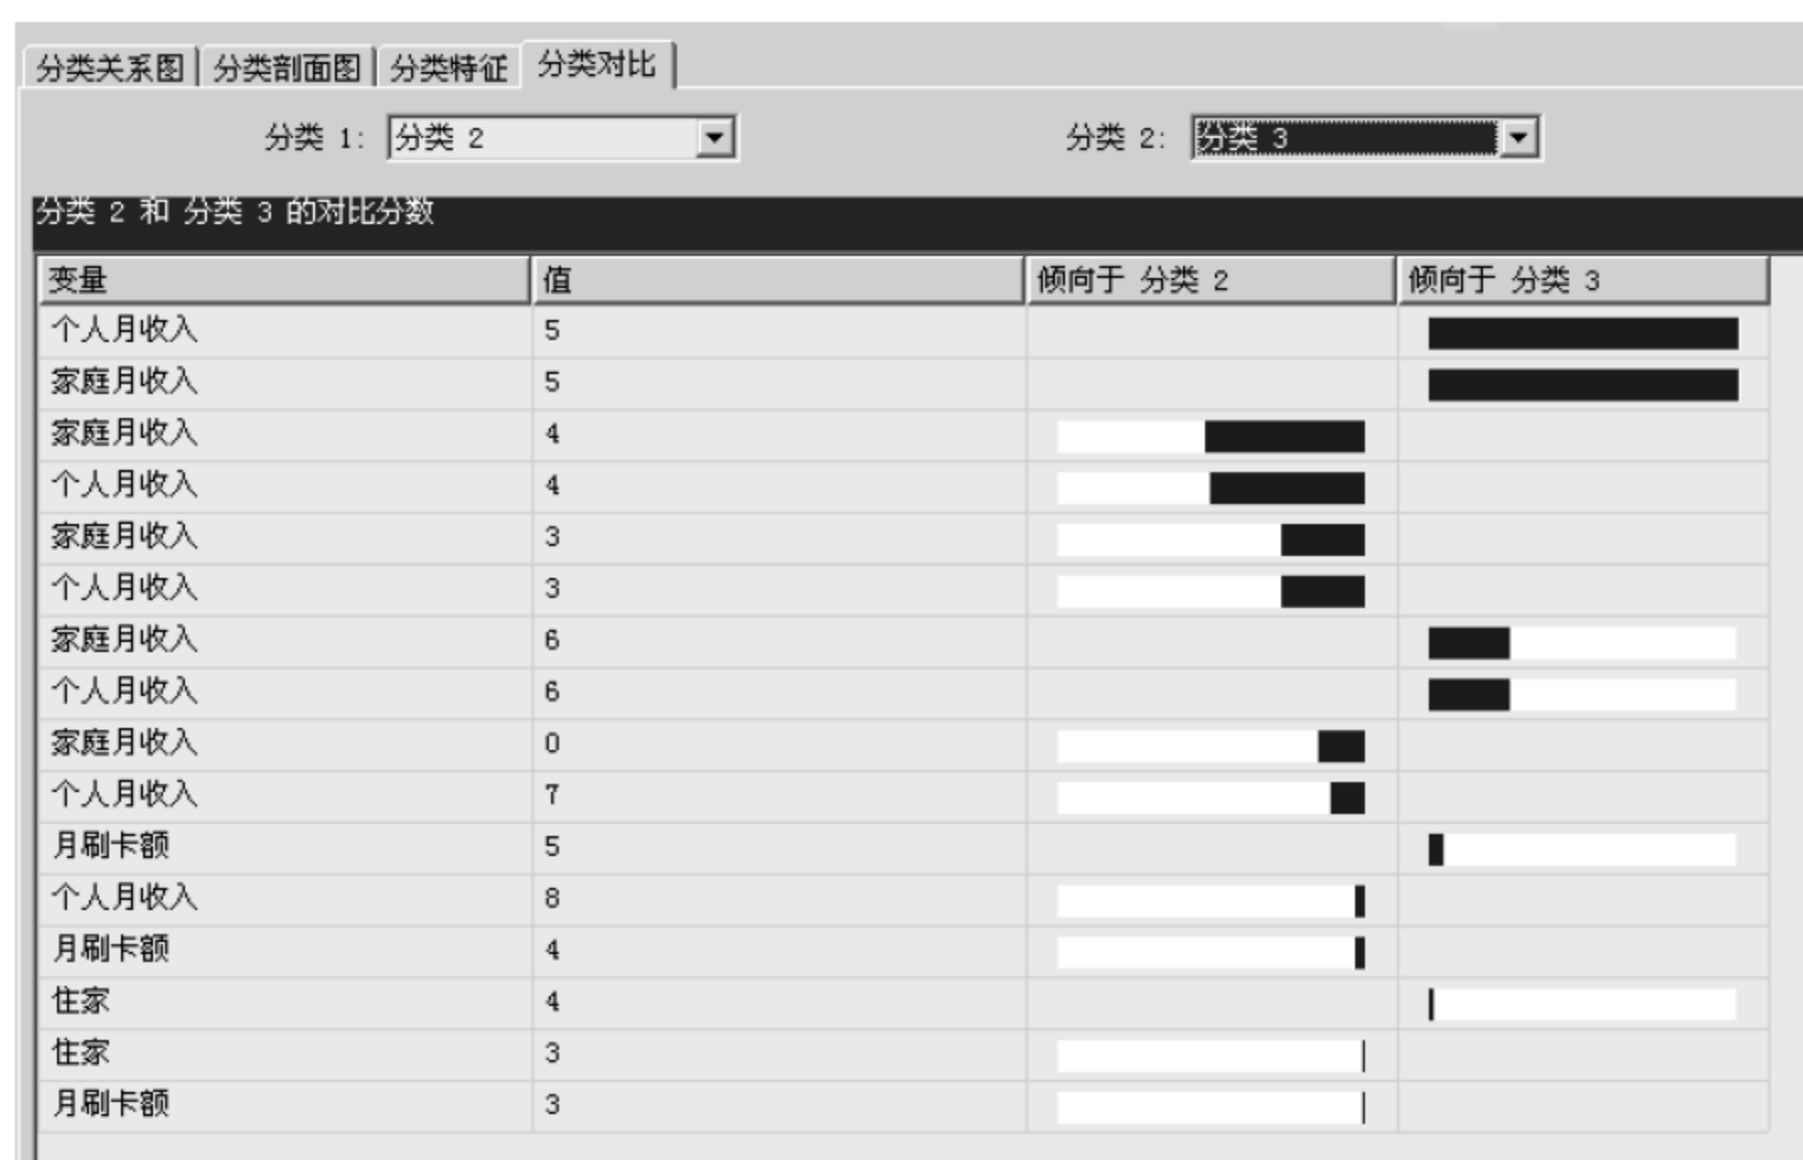 分类关系图 分类剖面图 分类特征 分类对比
分类 1: 分类 2 分类 2: 分类 3
分类 2 和 分类 3 的对比分数
变量 值 倾向于 分类 2 倾向于 分类 3
个人月收入 5
家庭月收入 5
家庭月收入 4
个人月收入 4
家庭月收入 3
个人月收入 3
家庭月收入 6
个人月收入 6
家庭月收入 0
个人月收入 7
月刷卡额 5
个人月收入 8
月刷卡额 4
住家 4
住家 3
月刷卡额 3